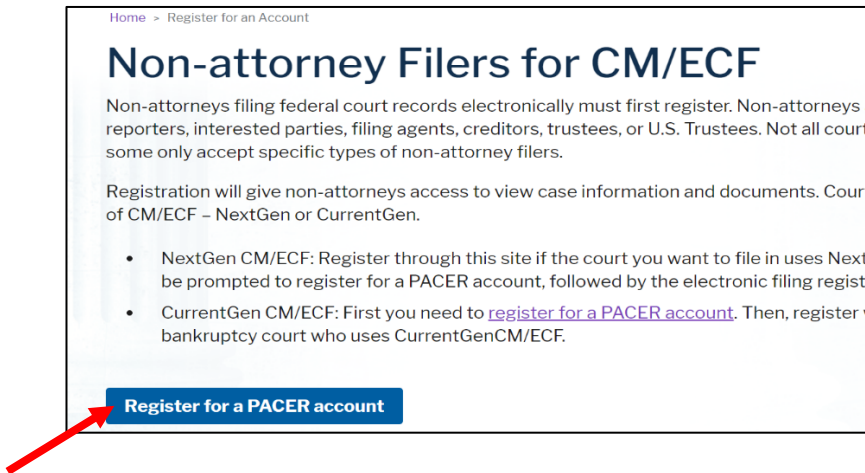 Home > Register for an Account
Non-attorney Filers for CM/ECF
Non-attorneys filing federal court records electronically must first register. Non-attorneys
reporters, interested parties, filing agents, creditors, trustees, or U.S. Trustees. Not all court
some only accept specific types of non-attorney filers.
Registration will give non-attorneys access to view case information and documents. Cour
of CM/ECF – NextGen or CurrentGen.
• NextGen CM/ECF: Register through this site if the court you want to file in uses Next
be prompted to register for a PACER account, followed by the electronic filing regist
• CurrentGen CM/ECF: First you need to register for a PACER account. Then, register
bankruptcy court who uses CurrentGenCM/ECF.
Register for a PACER account